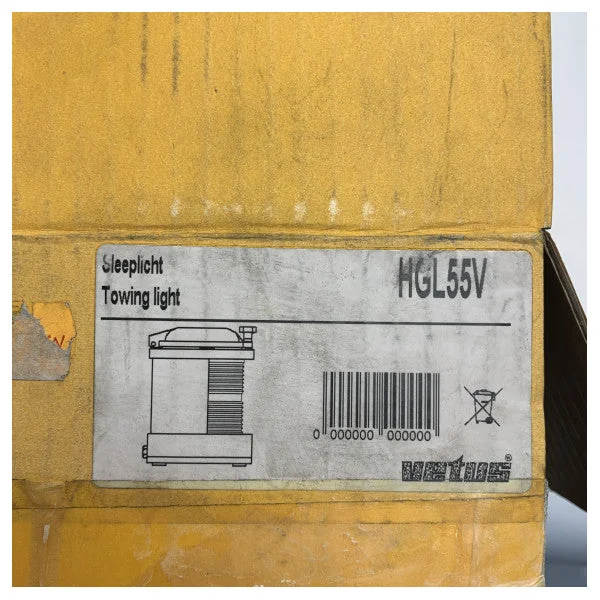 Sleeplicht
Towing light
HGL55V
0 000000 000000
vetus®